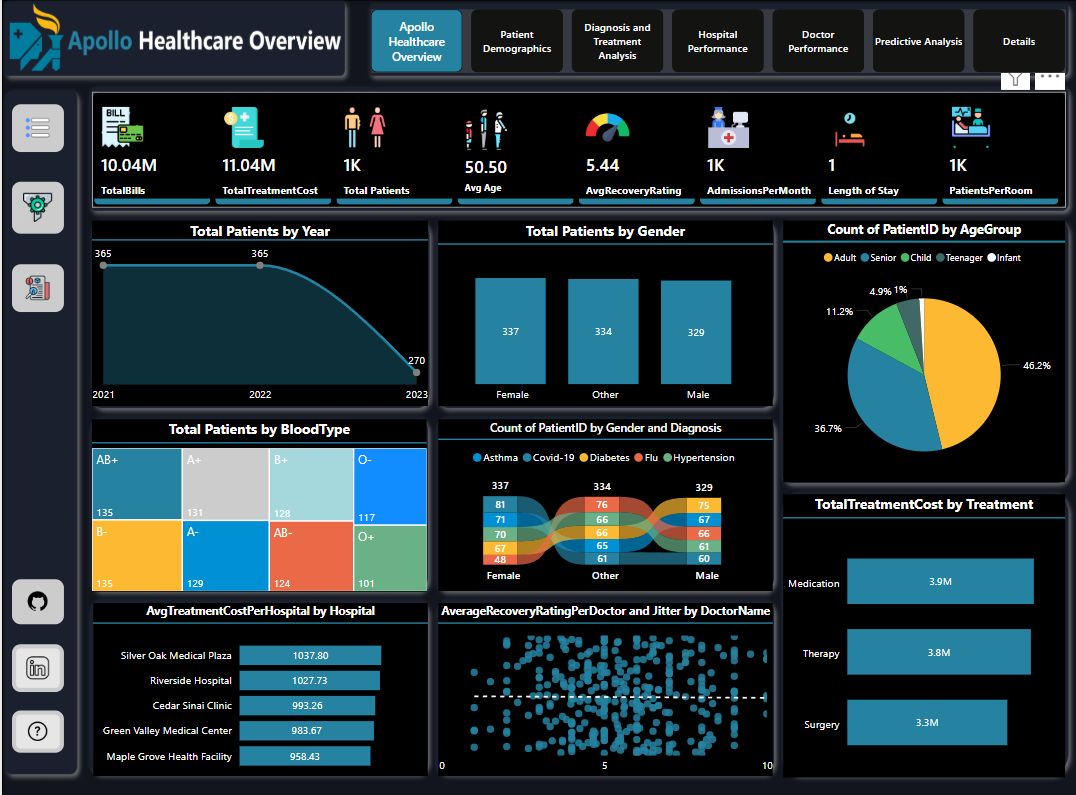 Apollo Healthcare Overview
Apollo
Healthcare
Overview
Patient
Demographics
Diagnosis and
Treatment
Analysis
Hospital
Performance
Doctor
Performance
Predictive Analysis
Details
BILL
10.04M
TotalBills
11.04M
TotalTreatmentCost
1K
Total Patients
50.50
Avg Age
5.44
AvgRecoveryRating
1K
AdmissionsPerMonth
1
Length of Stay
1K
PatientsPerRoom
Total Patients by Year
365
365
270
2021
2022
2023
Total Patients by Gender
337
334
329
Female
Other
Male
Count of PatientID by AgeGroup
Adult
Senior
Child
Teenager
Infant
4.9%
1%
11.2%
46.2%
36.7%
Total Patients by BloodType
AB+
135
A+
131
B+
128
O-
117
B-
135
A-
129
AB-
124
O+
101
Count of PatientID by Gender and Diagnosis
Asthma
Covid-19
Diabetes
Flu
Hypertension
337
334
329
81
76
75
71
66
67
70
66
66
67
65
61
48
61
60
Female
Other
Male
TotalTreatmentCost by Treatment
Medication
3.9M
Therapy
3.8M
Surgery
3.3M
AvgTreatmentCostPerHospital by Hospital
Silver Oak Medical Plaza
1037.80
Riverside Hospital
1027.73
Cedar Sinai Clinic
993.26
Green Valley Medical Center
983.67
Maple Grove Health Facility
958.43
AverageRecoveryRatingPerDoctor and Jitter by DoctorName
0
5
10
in
?